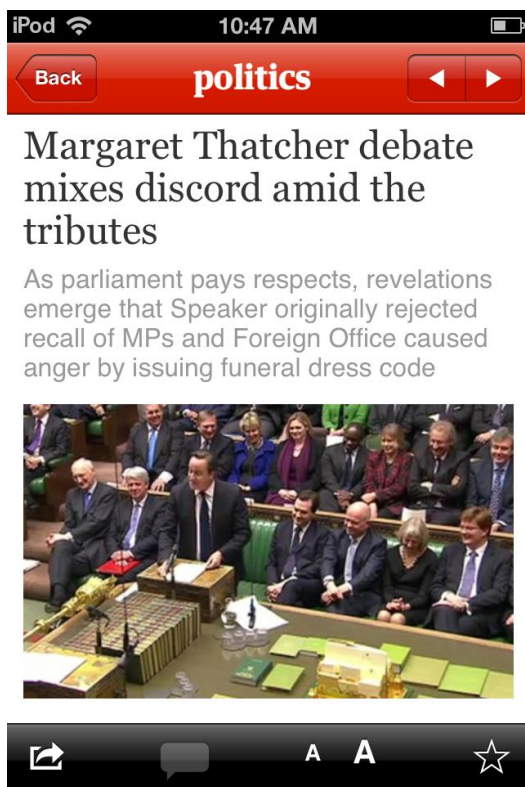 iPod 10:47 AM
Back politics
Margaret Thatcher debate
mixes discord amid the
tributes
As parliament pays respects, revelations
emerge that Speaker originally rejected
recall of MPs and Foreign Office caused
anger by issuing funeral dress code
A A